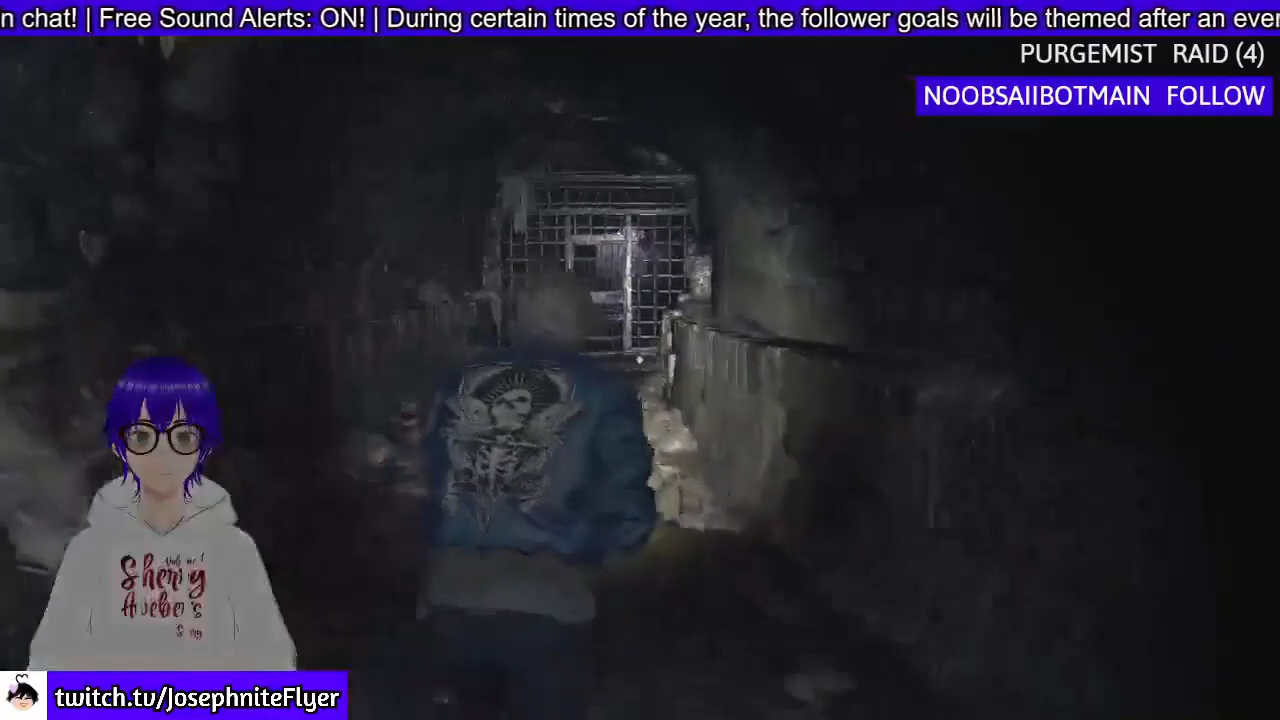 n chat! | Free Sound Alerts: ON! | During certain times of the year, the follower goals will be themed after an ever
PURGEMIST RAID (4)
NOOBSAIIBOTMAIN FOLLOW
twitch.tv/JosephniteFlyer